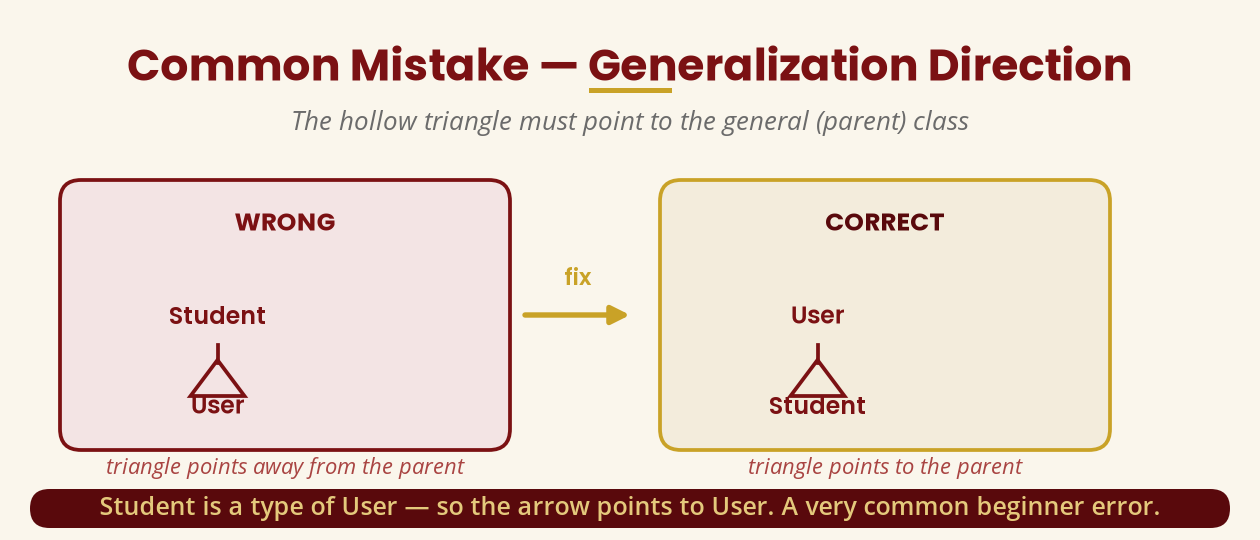 Common Mistake — Generalization Direction
The hollow triangle must point to the general (parent) class
WRONG
Student
User
triangle points away from the parent
fix
CORRECT
User
Student
triangle points to the parent
Student is a type of User — so the arrow points to User. A very common beginner error.